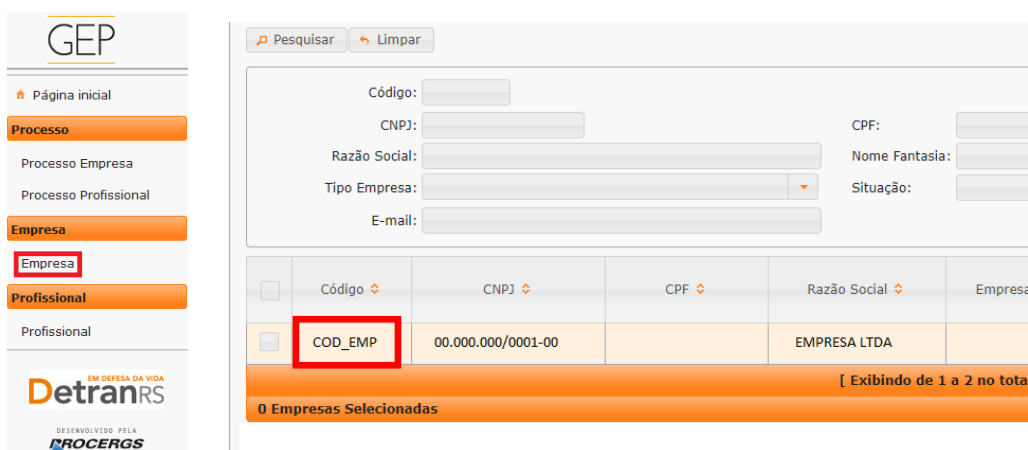 GEP
Página inicial
Processo
Processo Empresa
Processo Profissional
Empresa
Empresa
Profissional
Profissional
EM DEFESA DA VIDA
DetranRS
DESENVOLVIDO PELA
PROCERGS
Pesquisar Limpar
Código:
CNPJ: CPF:
Razão Social: Nome Fantasia:
Tipo Empresa: Situação:
E-mail:
Código CNPJ CPF Razão Social Empresa
COD_EMP 00.000.000/0001-00 EMPRESA LTDA
[ Exibindo de 1 a 2 no tota
0 Empresas Selecionadas